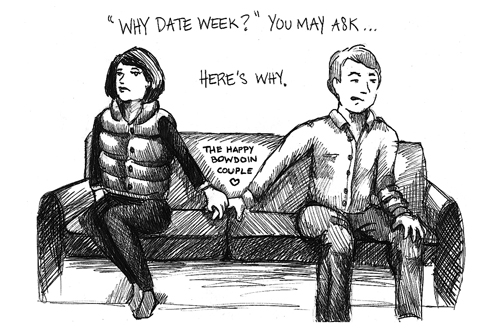 "WHY DATE WEEK?" YOU MAY ASK...
HERE'S WHY.
THE HAPPY
BOWDOIN
COUPLE
♡